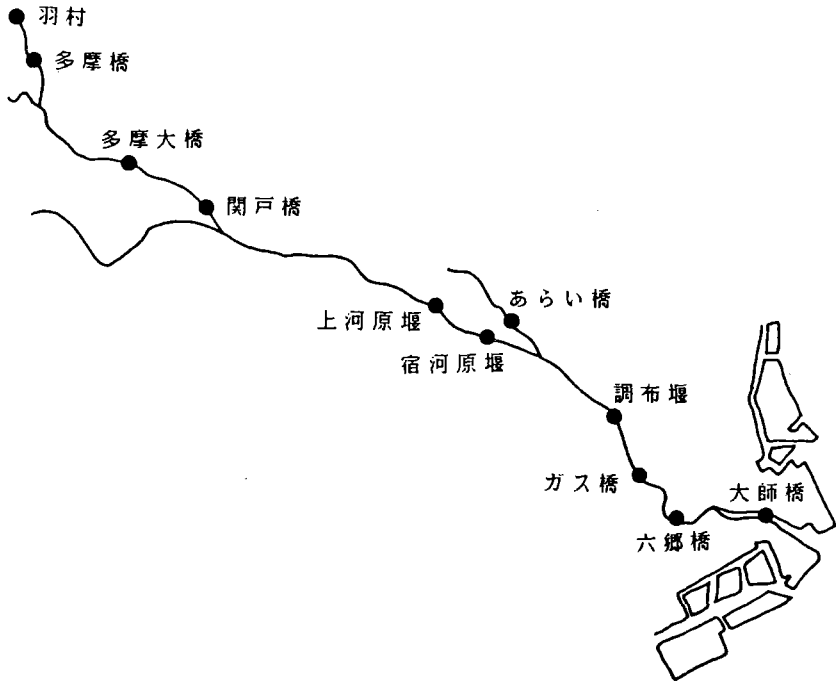 羽村
多摩橋
多摩大橋
関戸橋
あらい橋
上河原堰
宿河原堰
調布堰
ガス橋
大師橋
六郷橋